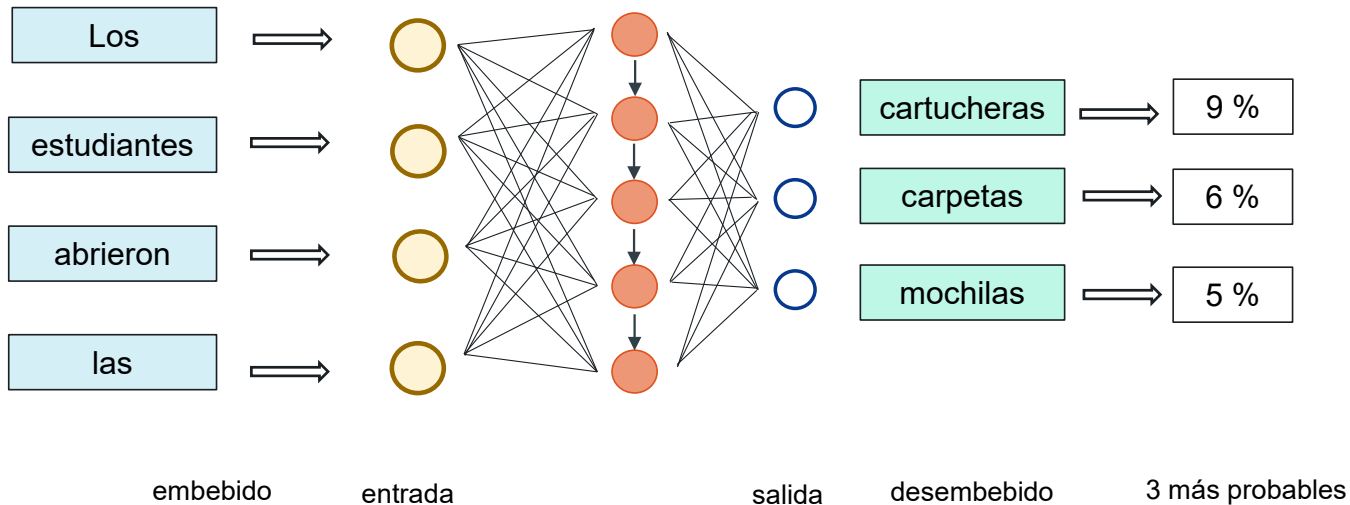 Los
estudiantes
abrieron
las
cartucheras
9 %
carpetas
6 %
mochilas
5 %
embebido
entrada
salida
desembebido
3 más probables